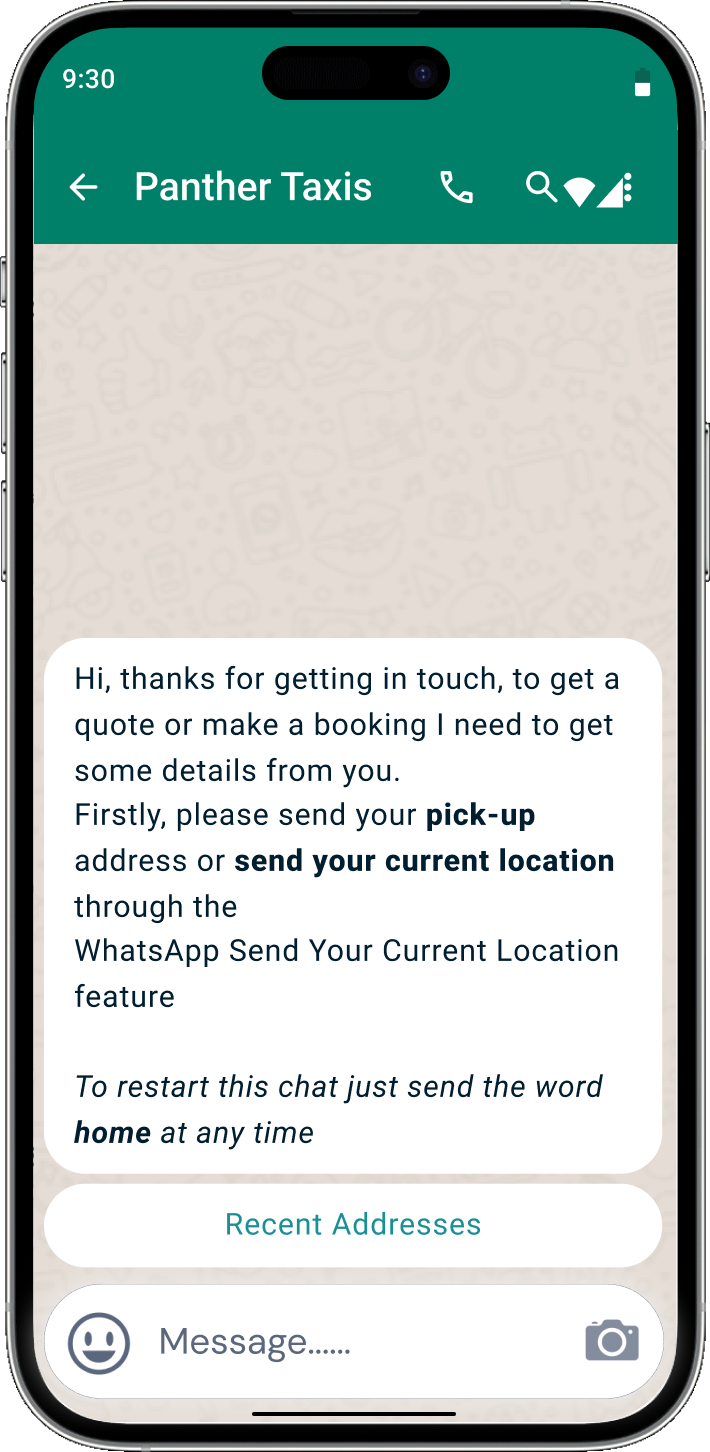 9:30
Panther Taxis
Hi, thanks for getting in touch, to get a
quote or make a booking I need to get
some details from you.
Firstly, please send your pick-up
address or send your current location
through the
WhatsApp Send Your Current Location
feature
To restart this chat just send the word
home at any time
Recent Addresses
Message......